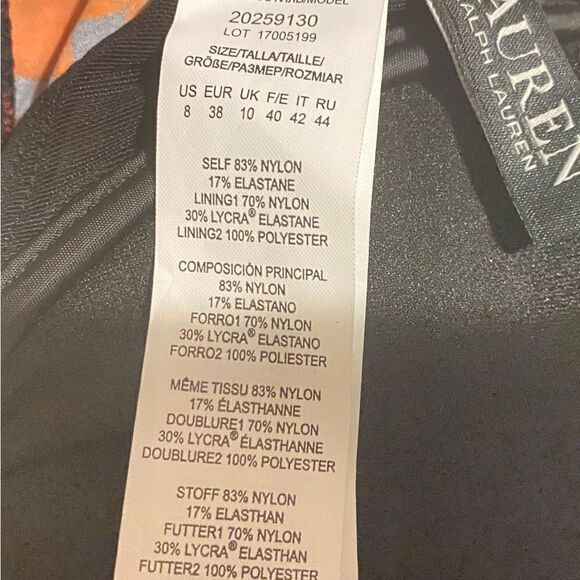 20259130
LOT 17005199
SIZE/TALLA/TAILLE/
GRÖßE/РАЗМЕР/ROZMIAR
US EUR UK F/E IT RU
8 38 10 40 42 44
SELF 83% NYLON
17% ELASTANE
LINING1 70% NYLON
30% LYCRA® ELASTANE
LINING2 100% POLYESTER
COMPOSICIÓN PRINCIPAL
83% NYLON
17% ELASTANO
FORRO1 70% NYLON
30% LYCRA® ELASTANO
FORRO2 100% POLIESTER
MÊME TISSU 83% NYLON
17% ÉLASTHANNE
DOUBLURE1 70% NYLON
30% LYCRA® ÉLASTHANNE
DOUBLURE2 100% POLYESTER
STOFF 83% NYLON
17% ELASTHAN
FUTTER1 70% NYLON
30% LYCRA® ELASTHAN
FUTTER2 100% POLYESTER
AUREN
RALPH LAUREN